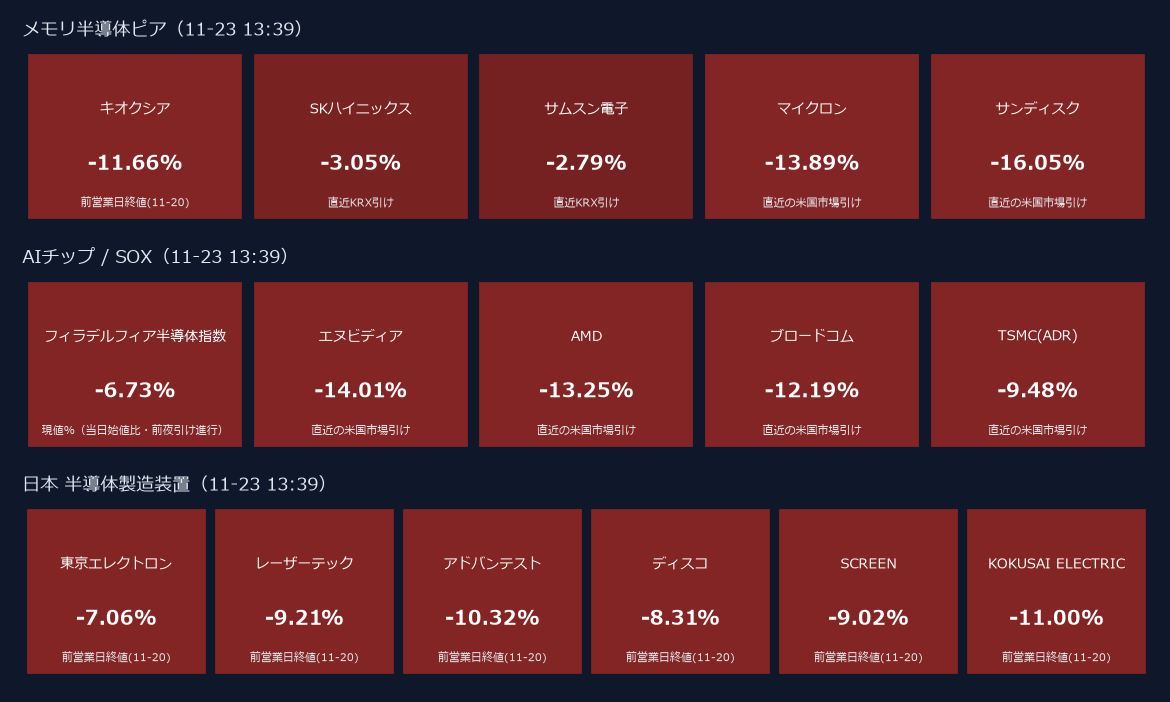 メモリ半導体ピア（11-23 13:39）
キオクシア
SKハイニックス
サムスン電子
マイクロン
サンディスク
-11.66%
-3.05%
-2.79%
-13.89%
-16.05%
前営業日終値(11-20)
直近KRX引け
直近KRX引け
直近の米国市場引け
直近の米国市場引け
AIチップ / SOX（11-23 13:39）
フィラデルフィア半導体指数
エヌビディア
AMD
ブロードコム
TSMC(ADR)
-6.73%
-14.01%
-13.25%
-12.19%
-9.48%
現値%（当日始値比・前夜引け進行）
直近の米国市場引け
直近の米国市場引け
直近の米国市場引け
直近の米国市場引け
日本 半導体製造装置（11-23 13:39）
東京エレクトロン
レーザーテック
アドバンテスト
ディスコ
SCREEN
KOKUSAI ELECTRIC
-7.06%
-9.21%
-10.32%
-8.31%
-9.02%
-11.00%
前営業日終値(11-20)
前営業日終値(11-20)
前営業日終値(11-20)
前営業日終値(11-20)
前営業日終値(11-20)
前営業日終値(11-20)